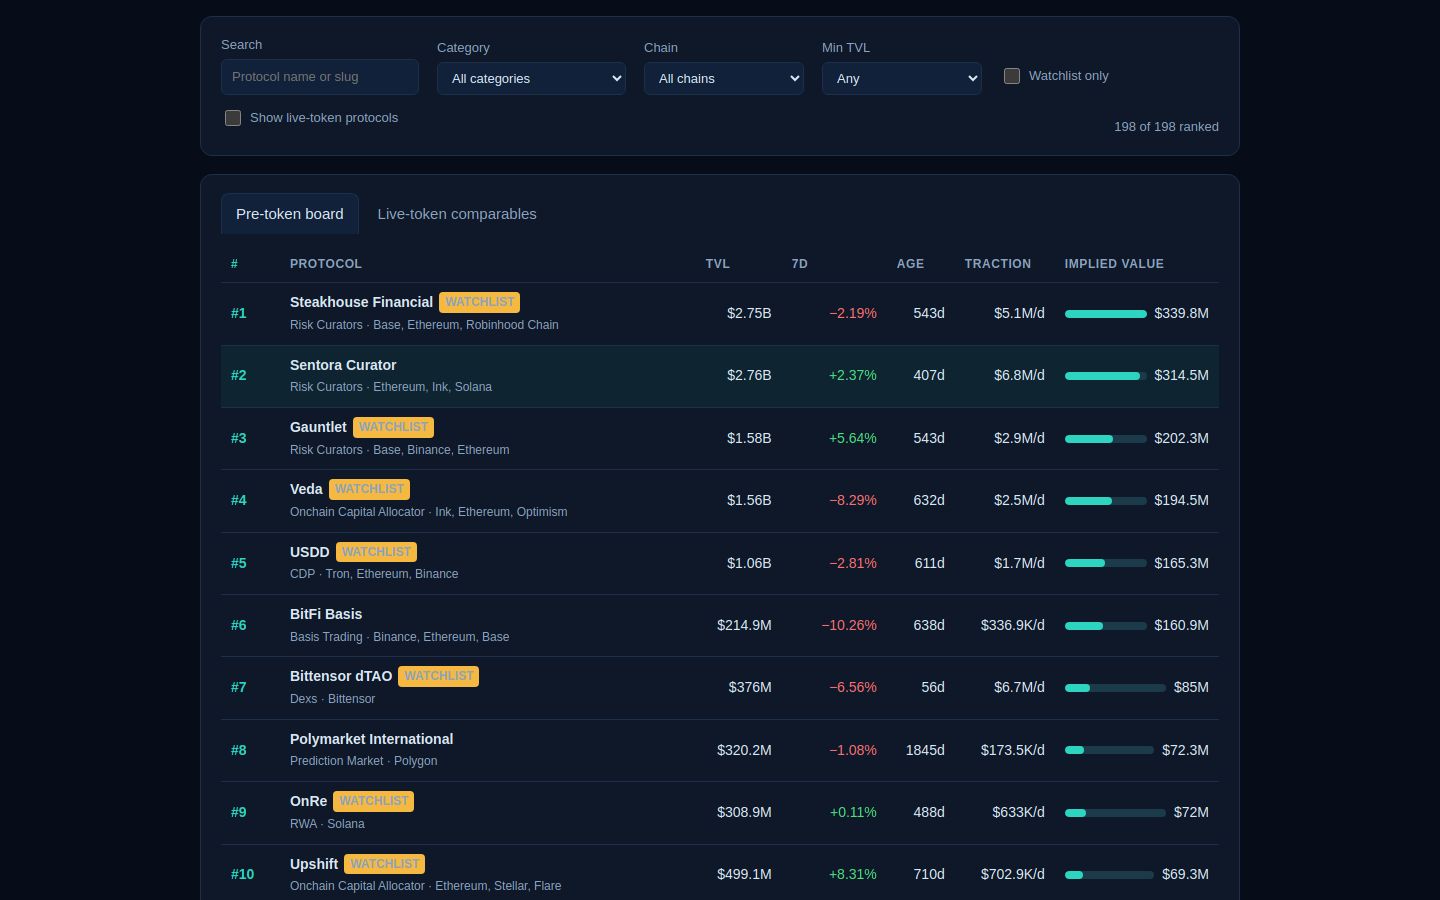 Search
Category
Chain
Min TVL
Protocol name or slug
All categories
All chains
Any
Watchlist only
Show live-token protocols
198 of 198 ranked
Pre-token board
Live-token comparables
# PROTOCOL TVL 7D AGE TRACTION IMPLIED VALUE
#1 Steakhouse Financial WATCHLIST $2.75B −2.19% 543d $5.1M/d $339.8M
Risk Curators · Base, Ethereum, Robinhood Chain
#2 Sentora Curator $2.76B +2.37% 407d $6.8M/d $314.5M
Risk Curators · Ethereum, Ink, Solana
#3 Gauntlet WATCHLIST $1.58B +5.64% 543d $2.9M/d $202.3M
Risk Curators · Base, Binance, Ethereum
#4 Veda WATCHLIST $1.56B −8.29% 632d $2.5M/d $194.5M
Onchain Capital Allocator · Ink, Ethereum, Optimism
#5 USDD WATCHLIST $1.06B −2.81% 611d $1.7M/d $165.3M
CDP · Tron, Ethereum, Binance
#6 BitFi Basis $214.9M −10.26% 638d $336.9K/d $160.9M
Basis Trading · Binance, Ethereum, Base
#7 Bittensor dTAO WATCHLIST $376M −6.56% 56d $6.7M/d $85M
Dexs · Bittensor
#8 Polymarket International $320.2M −1.08% 1845d $173.5K/d $72.3M
Prediction Market · Polygon
#9 OnRe WATCHLIST $308.9M +0.11% 488d $633K/d $72M
RWA · Solana
#10 Upshift WATCHLIST $499.1M +8.31% 710d $702.9K/d $69.3M
Onchain Capital Allocator · Ethereum, Stellar, Flare